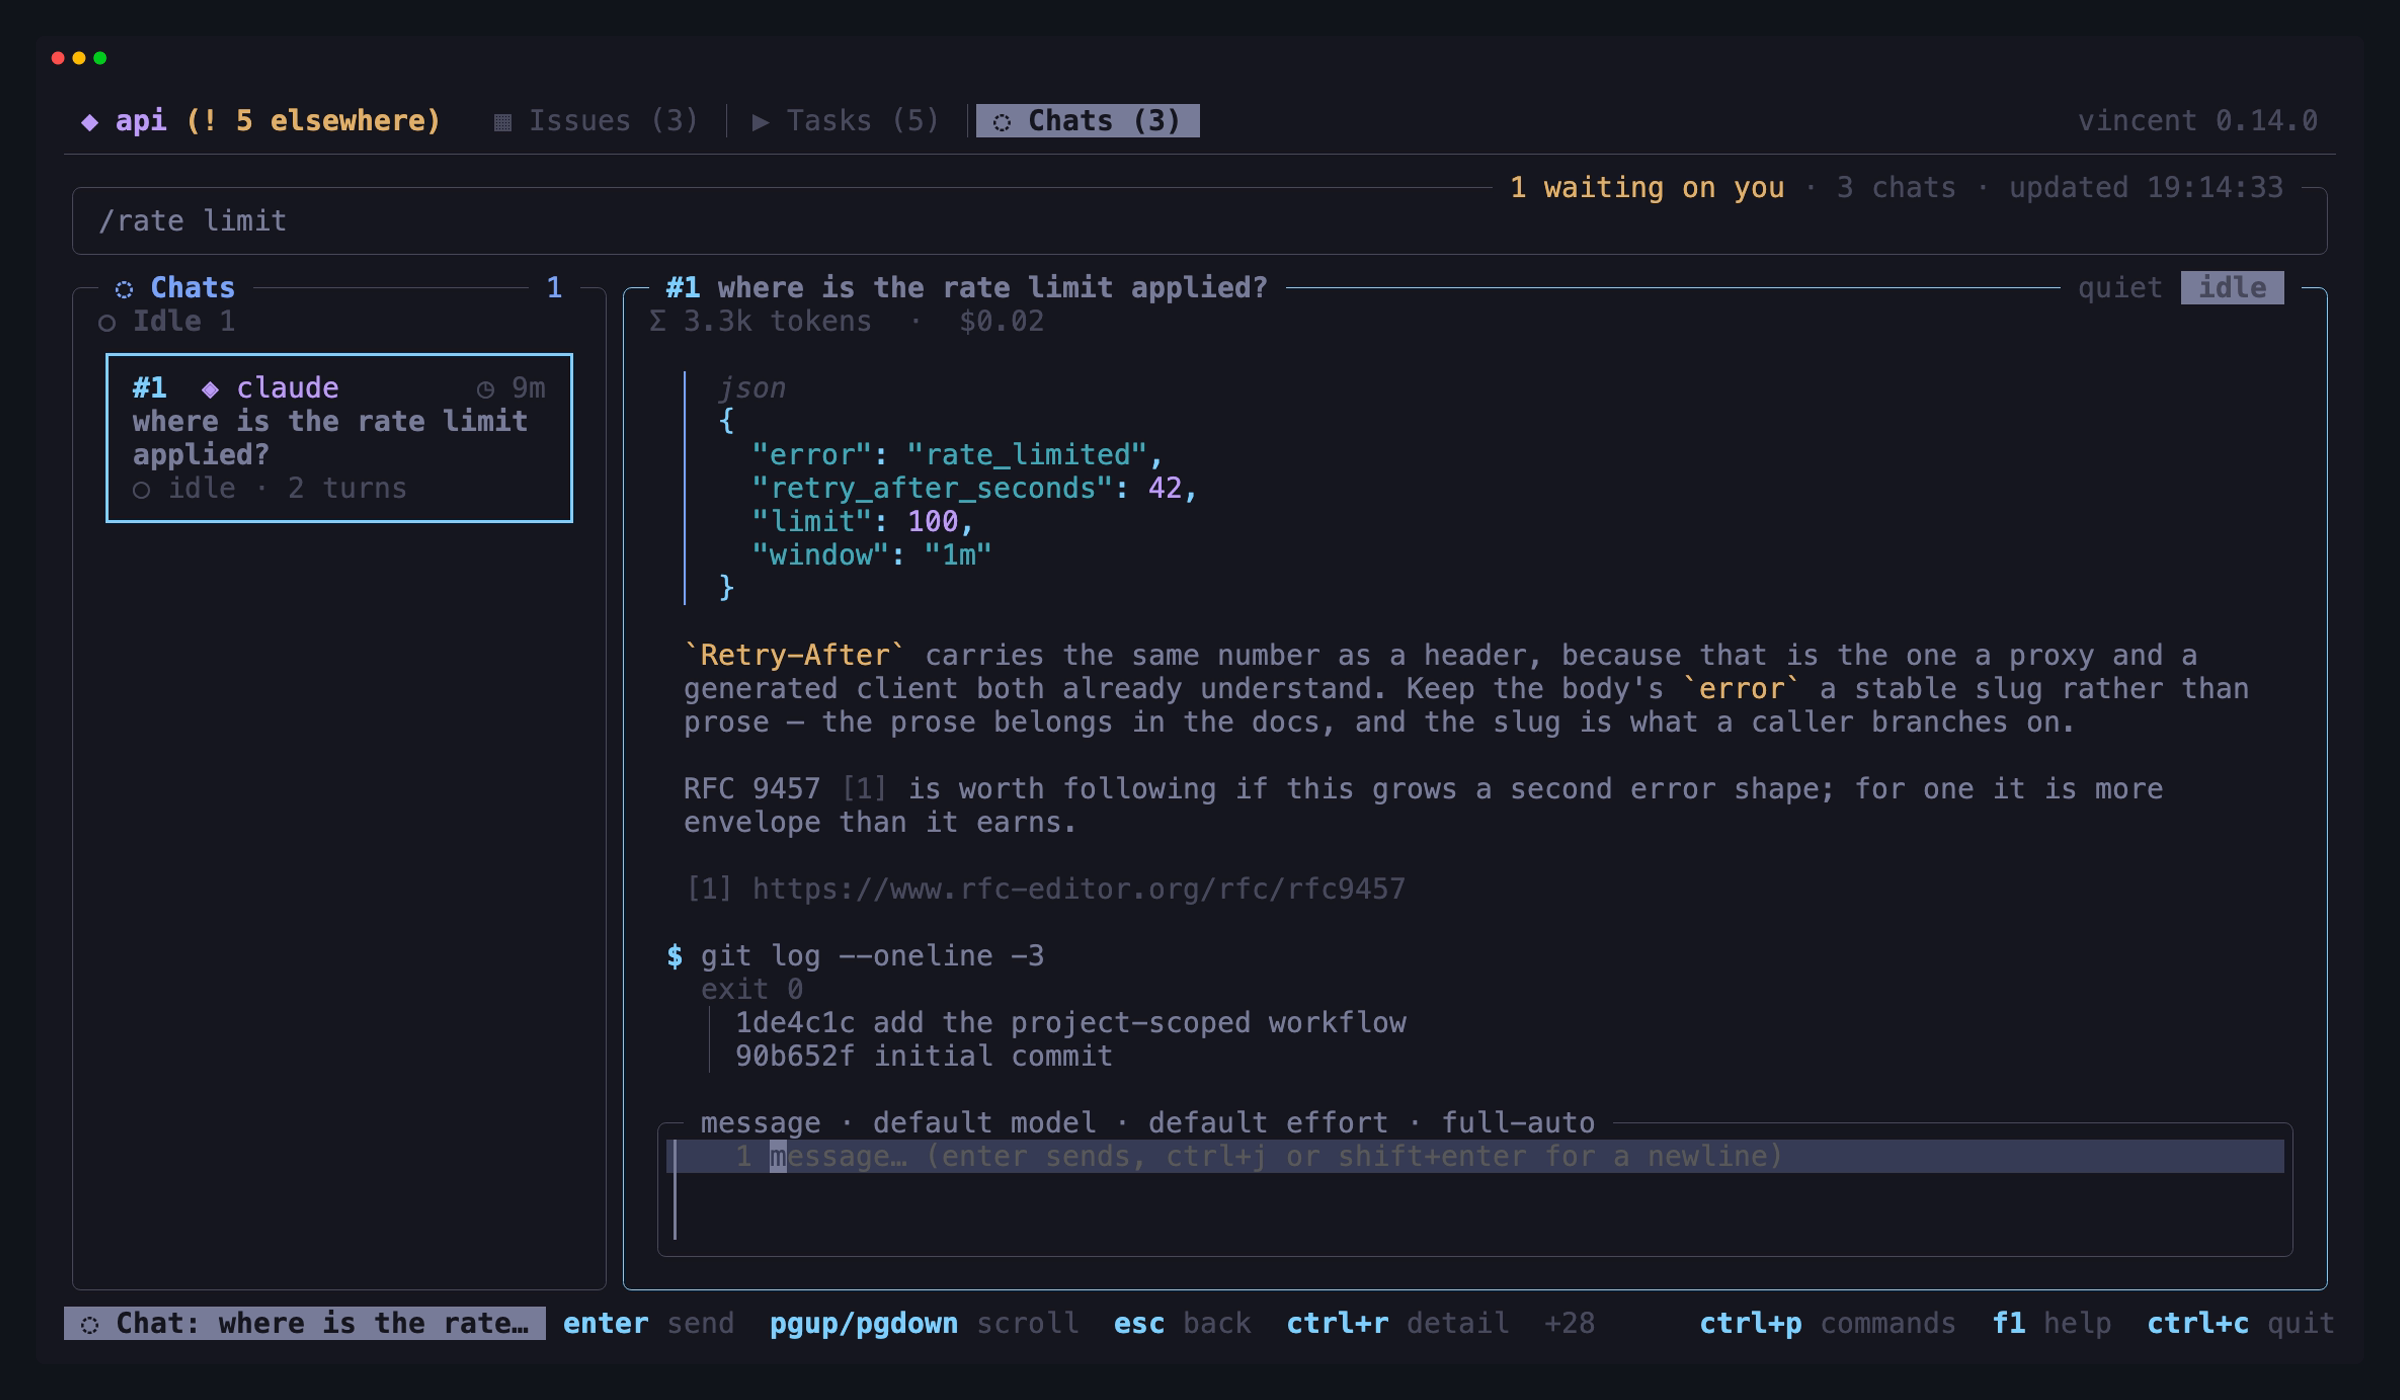 ◆ api (! 5 elsewhere) ▦ Issues (3) ▶ Tasks (5) ◌ Chats (3) vincent 0.14.0
1 waiting on you · 3 chats · updated 19:14:33
/rate limit
◌ Chats 1
○ Idle 1
#1 ◈ claude ◷ 9m
where is the rate limit
applied?
○ idle · 2 turns
#1 where is the rate limit applied? quiet idle
Σ 3.3k tokens · $0.02
json
{
"error": "rate_limited",
"retry_after_seconds": 42,
"limit": 100,
"window": "1m"
}
`Retry-After` carries the same number as a header, because that is the one a proxy and a
generated client both already understand. Keep the body's `error` a stable slug rather than
prose — the prose belongs in the docs, and the slug is what a caller branches on.
RFC 9457 [1] is worth following if this grows a second error shape; for one it is more
envelope than it earns.
[1] https://www.rfc-editor.org/rfc/rfc9457
$ git log --oneline -3
exit 0
1de4c1c add the project-scoped workflow
90b652f initial commit
message · default model · default effort · full-auto
1 message… (enter sends, ctrl+j or shift+enter for a newline)
◌ Chat: where is the rate… enter send pgup/pgdown scroll esc back ctrl+r detail +28 ctrl+p commands f1 help ctrl+c quit